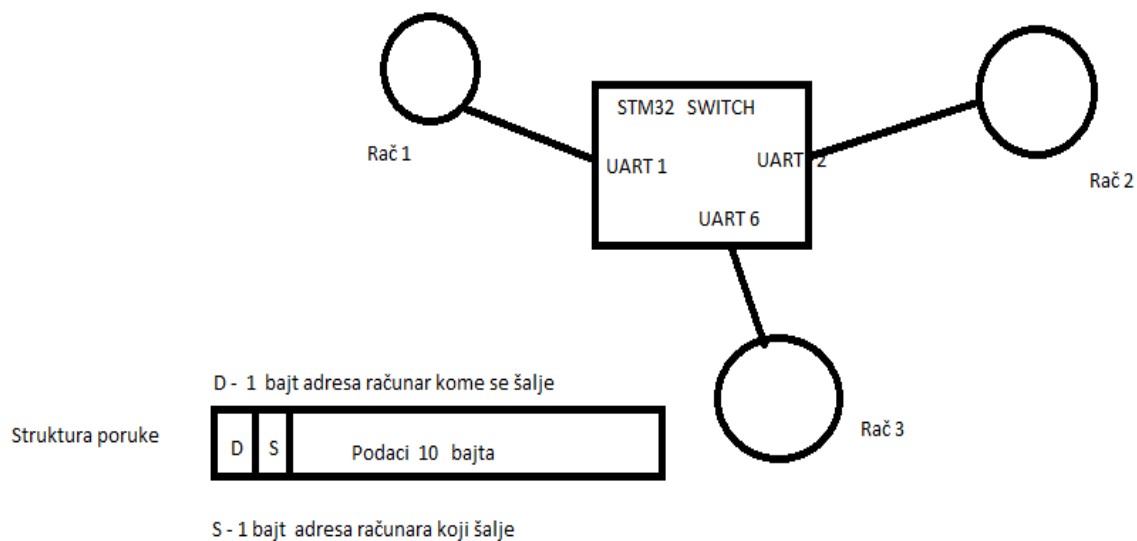 STM32 SWITCH
Rač 1
UART 1
UART 2
Rač 2
UART 6
D - 1 bajt adresa računar kome se šalje
Rač 3
Struktura poruke
D
S
Podaci 10 bajta
S - 1 bajt adresa računara koji šalje